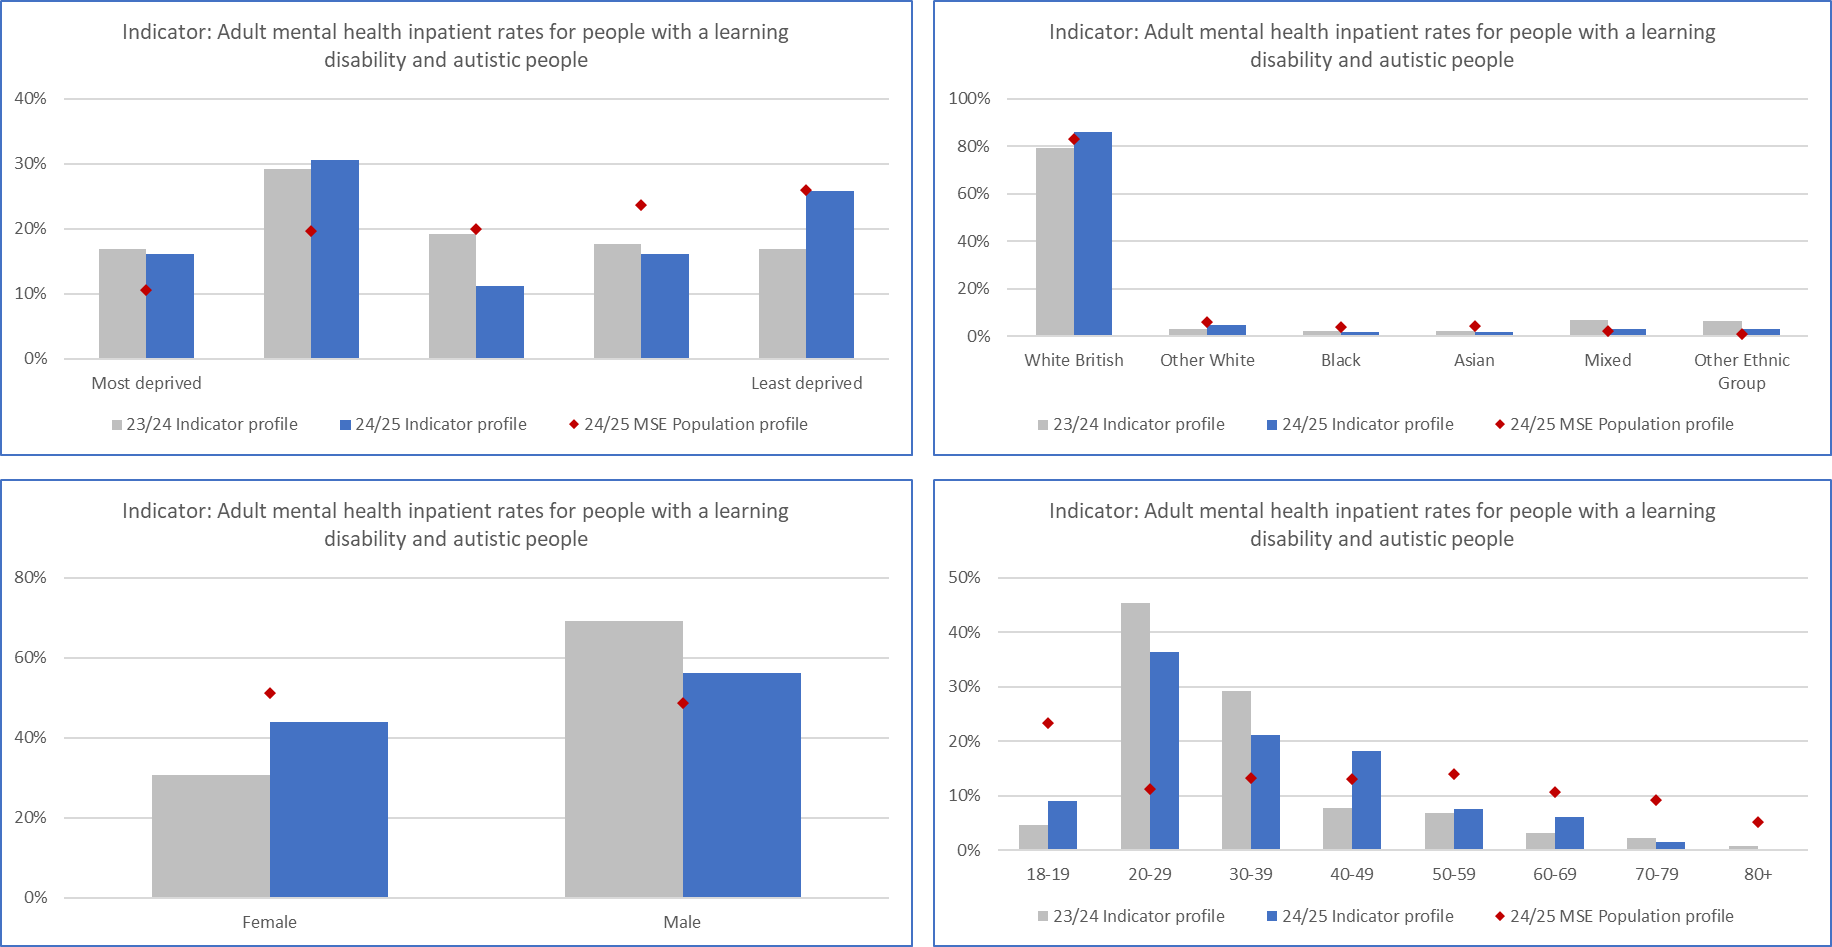 Indicator: Adult mental health inpatient rates for people with a learning
disability and autistic people
40%
30%
20%
10%
0%
Most deprived
Least deprived
23/24 Indicator profile
24/25 Indicator profile
24/25 MSE Population profile
Indicator: Adult mental health inpatient rates for people with a learning
disability and autistic people
100%
80%
60%
40%
20%
0%
White British
Other White
Black
Asian
Mixed
Other Ethnic
Group
23/24 Indicator profile
24/25 Indicator profile
24/25 MSE Population profile
Indicator: Adult mental health inpatient rates for people with a learning
disability and autistic people
80%
60%
40%
20%
0%
Female
Male
Indicator: Adult mental health inpatient rates for people with a learning
disability and autistic people
50%
40%
30%
20%
10%
0%
18-19
20-29
30-39
40-49
50-59
60-69
70-79
80+
23/24 Indicator profile
24/25 Indicator profile
24/25 MSE Population profile